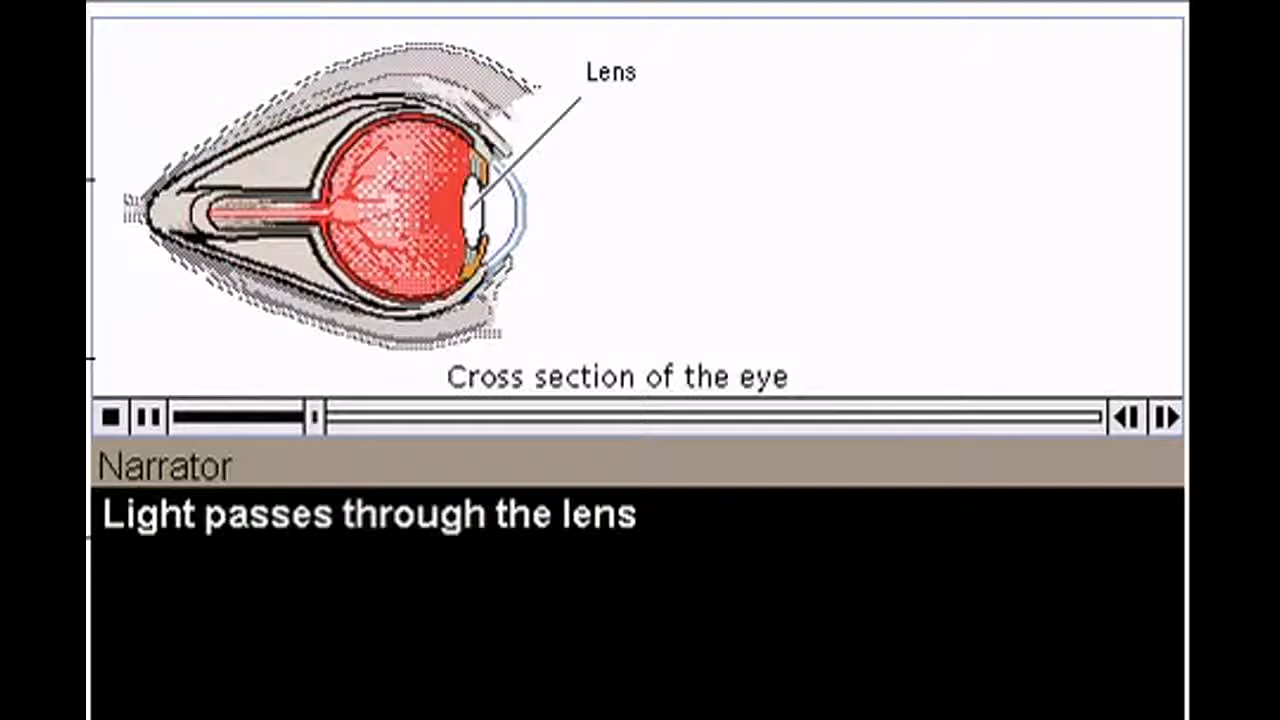 Lens
Cross section of the eye
Narrator
Light passes through the lens